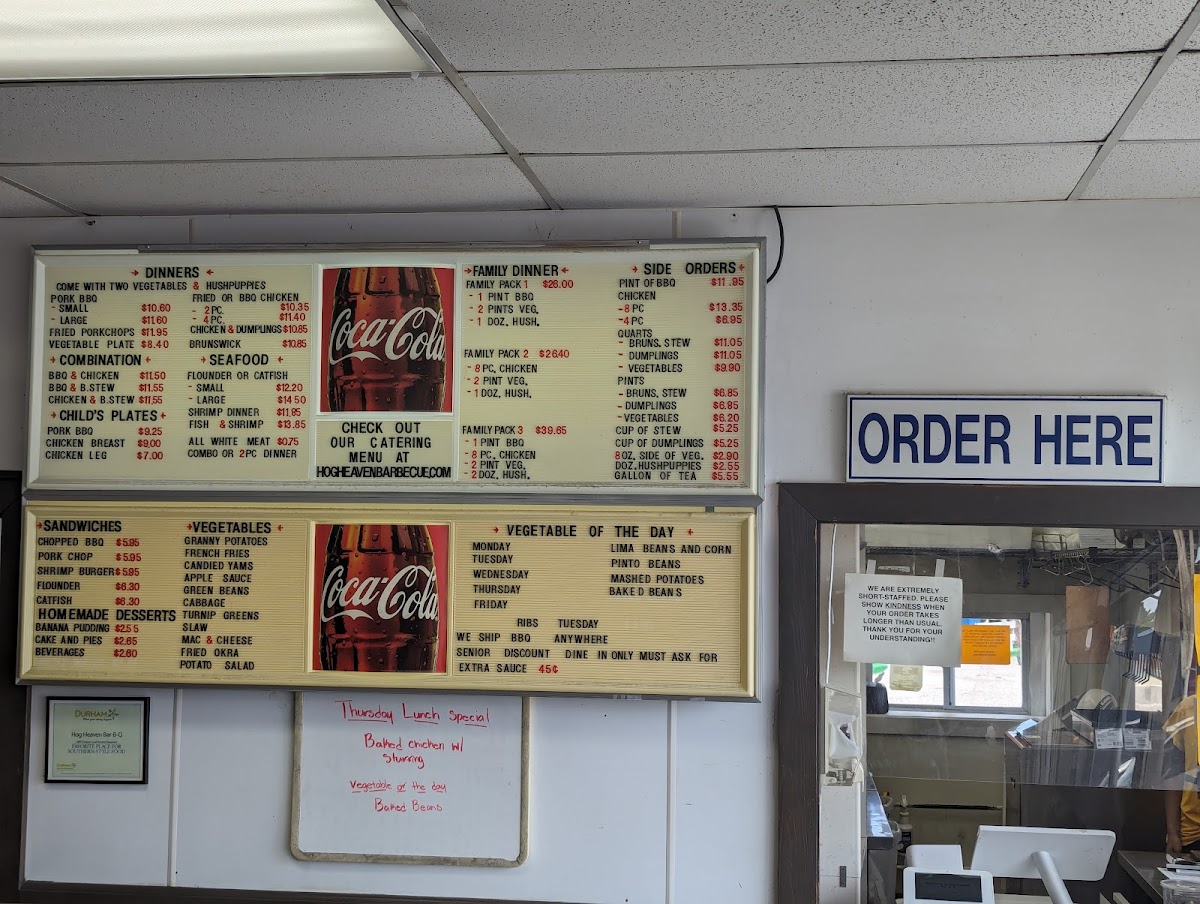 DINNERS
COME WITH TWO VEGETABLES & HUSHPUPPIES
PORK BBQ
- SMALL $10.60
- LARGE $11.60
FRIED PORKCHOPS $11.95
VEGETABLE PLATE $8.40
FRIED OR BBQ CHICKEN
- 2 PC. $10.35
- 4 PC. $11.40
CHICKEN & DUMPLINGS $10.85
BRUNSWICK $10.85
COMBINATION
BBQ & CHICKEN $11.50
BBQ & B.STEW $11.55
CHICKEN & B.STEW $11.55
CHILD'S PLATES
PORK BBQ $9.25
CHICKEN BREAST $9.00
CHICKEN LEG $7.00
SEAFOOD
FLOUNDER OR CATFISH
- SMALL $12.20
- LARGE $14.50
SHRIMP DINNER $11.85
FISH & SHRIMP $13.85
ALL WHITE MEAT $0.75
COMBO OR 2PC DINNER
Coca-Cola
CHECK OUT
OUR CATERING
MENU AT
HOGHEAVENBARBECUE.COM
FAMILY DINNER
FAMILY PACK 1 $26.00
- 1 PINT BBQ
- 2 PINTS VEG.
- 1 DOZ. HUSH.
FAMILY PACK 2 $26.40
- 8 PC. CHICKEN
- 2 PINT VEG.
- 1 DOZ. HUSH.
FAMILY PACK 3 $39.65
- 1 PINT BBQ
- 8 PC. CHICKEN
- 2 PINT VEG.
- 2 DOZ. HUSH.
SIDE ORDERS
PINT OF BBQ $11.95
CHICKEN
-8 PC $13.35
-4 PC $6.95
QUARTS
- BRUNS. STEW $11.05
- DUMPLINGS $11.05
- VEGETABLES $9.90
PINTS
- BRUNS. STEW $6.85
- DUMPLINGS $6.85
- VEGETABLES $6.20
CUP OF STEW $5.25
CUP OF DUMPLINGS $5.25
8 OZ. SIDE OF VEG. $2.90
DOZ. HUSHPUPPIES $2.55
GALLON OF TEA $5.55
SANDWICHES
CHOPPED BBQ $5.95
PORK CHOP $5.95
SHRIMP BURGER $5.95
FLOUNDER $6.30
CATFISH $6.30
HOMEMADE DESSERTS
BANANA PUDDING $2.55
CAKE AND PIES $2.65
BEVERAGES $2.60
VEGETABLES
GRANNY POTATOES
FRENCH FRIES
CANDIED YAMS
APPLE SAUCE
GREEN BEANS
CABBAGE
TURNIP GREENS
SLAW
MAC & CHEESE
FRIED OKRA
POTATO SALAD
Coca-Cola
VEGETABLE OF THE DAY
MONDAY LIMA BEANS AND CORN
TUESDAY PINTO BEANS
WEDNESDAY MASHED POTATOES
THURSDAY BAKED BEANS
FRIDAY
RIBS TUESDAY
WE SHIP BBQ ANYWHERE
SENIOR DISCOUNT DINE IN ONLY MUST ASK FOR
EXTRA SAUCE 45¢
DURHAM
Hog Heaven Bar-B-Q
FAVORITE PLACE FOR
SOUTHERN-STYLE FOOD
Thursday Lunch Special
Baked chicken w/
Stuffing
Vegetable of the day
Baked Beans
ORDER HERE
WE ARE EXTREMELY
SHORT-STAFFED. PLEASE
SHOW KINDNESS WHEN
YOUR ORDER TAKES
LONGER THAN USUAL.
THANK YOU FOR YOUR
UNDERSTANDING!!